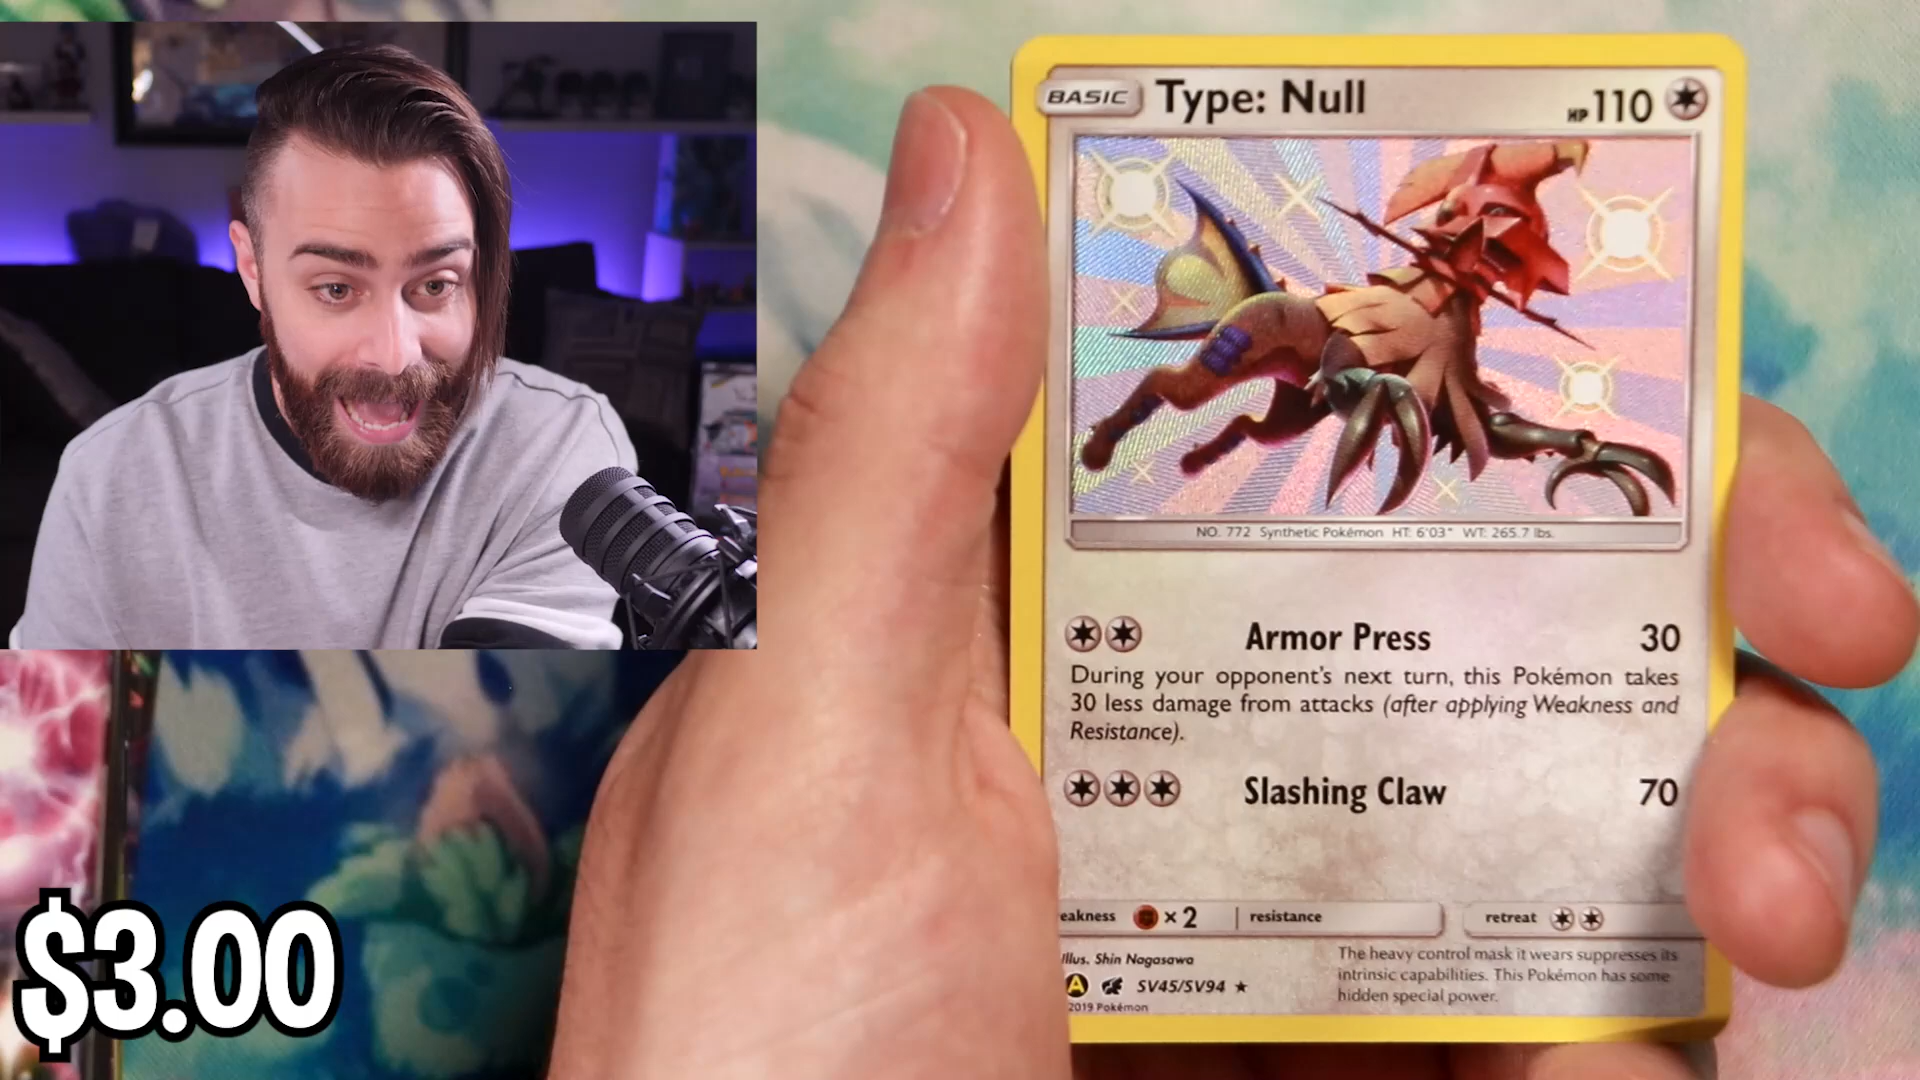 BASIC Type: Null HP 110
NO. 772 Synthetic Pokémon HT: 6'03" WT: 265.7 lbs.
Armor Press 30
During your opponent's next turn, this Pokémon takes
30 less damage from attacks (after applying Weakness and
Resistance).
Slashing Claw 70
eakness ×2 resistance retreat
Illus. Shin Nagasawa
A SV45/SV94
2019 Pokémon
The heavy control mask it wears suppresses its
intrinsic capabilities. This Pokémon has some
hidden special power.
$3.00